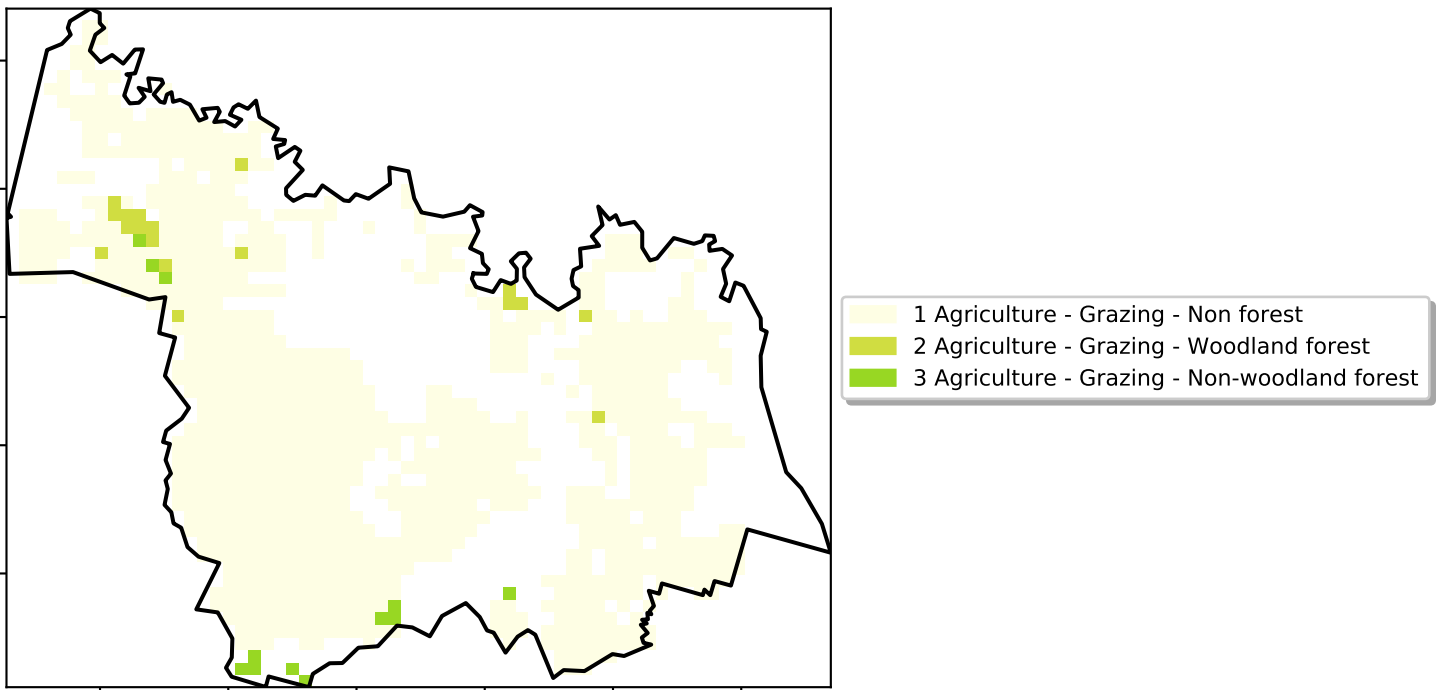 1 Agriculture - Grazing - Non forest
2 Agriculture - Grazing - Woodland forest
3 Agriculture - Grazing - Non-woodland forest